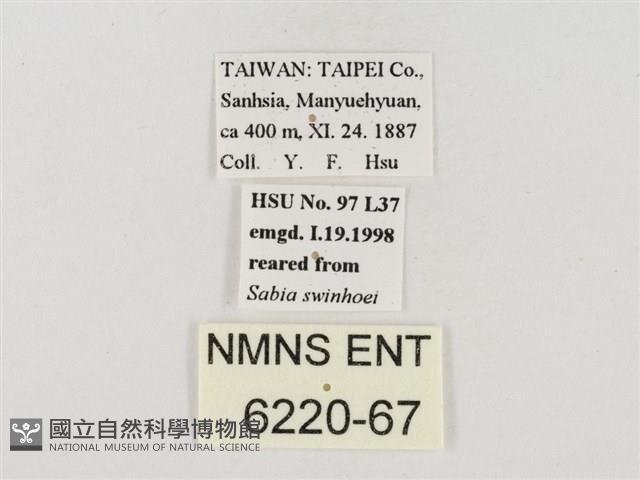 TAIWAN: TAIPEI Co.,
Sanhsia, Manyuehyuan,
ca 400 m, XI. 24. 1887
Coll. Y. F. Hsu
HSU No. 97 L37
emgd. I.19.1998
reared from
Sabia swinhoei
NMNS ENT
6220-67
國立自然科學博物館
NATIONAL MUSEUM OF NATURAL SCIENCE